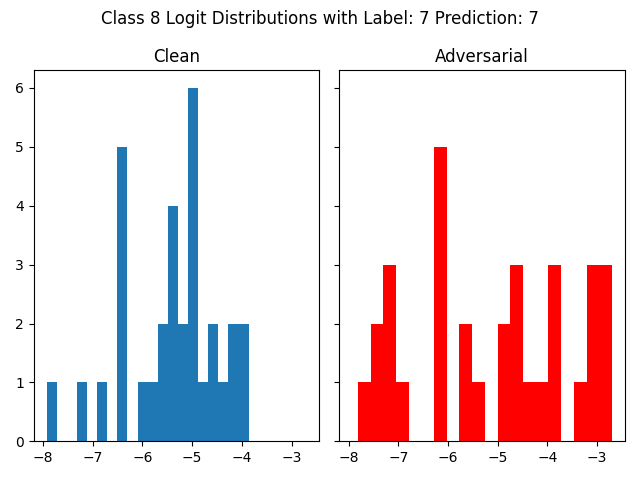 Class 8 Logit Distributions with Label: 7 Prediction: 7
Clean
Adversarial
6
5
4
3
2
1
0
−8 −7 −6 −5 −4 −3
−8 −7 −6 −5 −4 −3